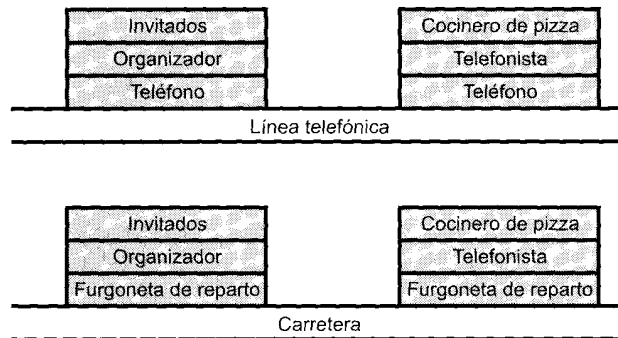 Invitados Cocinero de pizza
Organizador Telefonista
Teléfono Teléfono
Línea telefónica
Invitados Cocinero de pizza
Organizador Telefonista
Furgoneta de reparto Furgoneta de reparto
Carretera